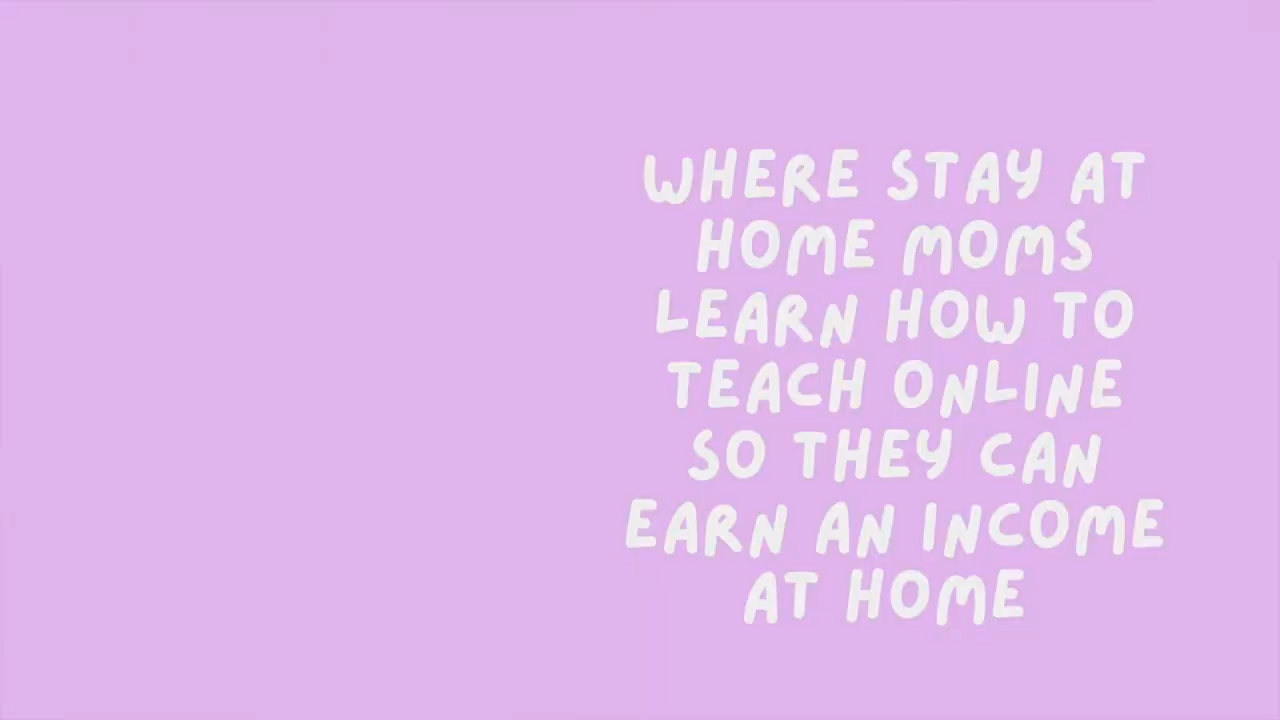 WHERE STAY AT
HOME MOMS
LEARN HOW TO
TEACH ONLINE
SO THEY CAN
EARN AN INCOME
AT HOME